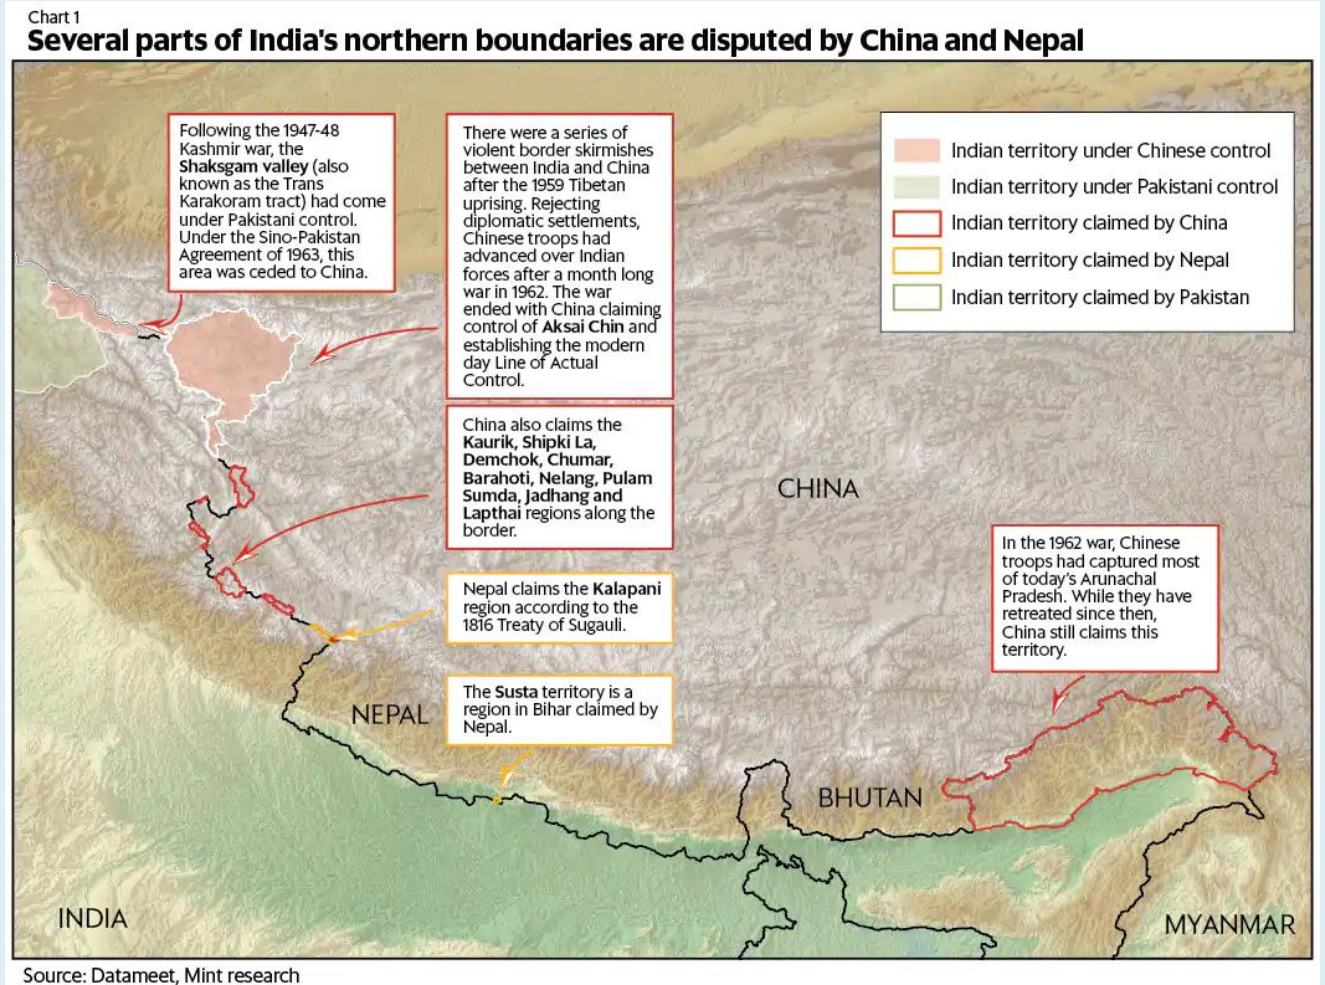 Chart 1
Several parts of India's northern boundaries are disputed by China and Nepal
Following the 1947-48
Kashmir war, the
Shaksgam valley (also
known as the Trans
Karakoram tract) had come
under Pakistani control.
Under the Sino-Pakistan
Agreement of 1963, this
area was ceded to China.
There were a series of
violent border skirmishes
between India and China
after the 1959 Tibetan
uprising. Rejecting
diplomatic settlements,
Chinese troops had
advanced over Indian
forces after a month long
war in 1962. The war
ended with China claiming
control of Aksai Chin and
establishing the modern
day Line of Actual
Control.
Indian territory under Chinese control
Indian territory under Pakistani control
Indian territory claimed by China
Indian territory claimed by Nepal
Indian territory claimed by Pakistan
China also claims the
Kaurik, Shipki La,
Demchok, Chumar,
Barahoti, Nelang, Pulam
Sumda, Jadhang and
Lapthai regions along the
border.
CHINA
In the 1962 war, Chinese
troops had captured most
of today's Arunachal
Pradesh. While they have
retreated since then,
China still claims this
territory.
Nepal claims the Kalapani
region according to the
1816 Treaty of Sugauli.
The Susta territory is a
region in Bihar claimed by
Nepal.
NEPAL
BHUTAN
INDIA
MYANMAR
Source: Datameet, Mint research